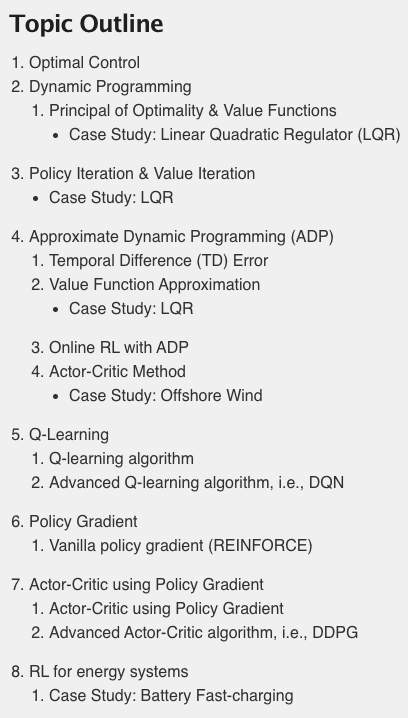 Topic Outline
1. Optimal Control
2. Dynamic Programming
1. Principal of Optimality & Value Functions
• Case Study: Linear Quadratic Regulator (LQR)
3. Policy Iteration & Value Iteration
• Case Study: LQR
4. Approximate Dynamic Programming (ADP)
1. Temporal Difference (TD) Error
2. Value Function Approximation
• Case Study: LQR
3. Online RL with ADP
4. Actor-Critic Method
• Case Study: Offshore Wind
5. Q-Learning
1. Q-learning algorithm
2. Advanced Q-learning algorithm, i.e., DQN
6. Policy Gradient
1. Vanilla policy gradient (REINFORCE)
7. Actor-Critic using Policy Gradient
1. Actor-Critic using Policy Gradient
2. Advanced Actor-Critic algorithm, i.e., DDPG
8. RL for energy systems
1. Case Study: Battery Fast-charging